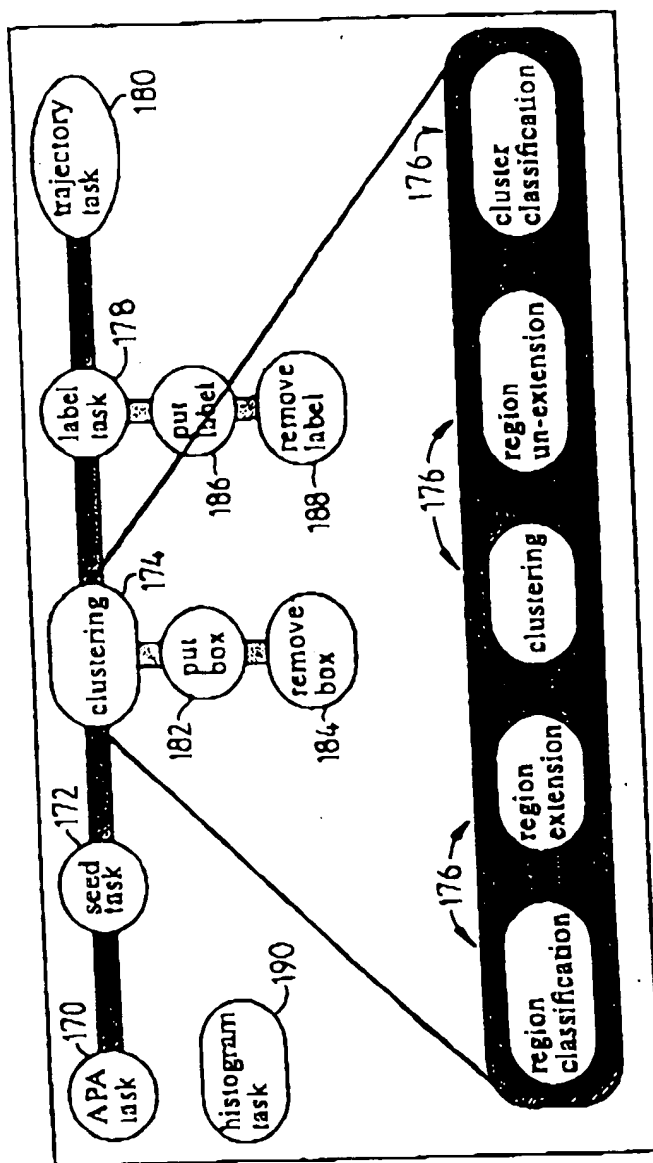 APA
task
170
seed
task
172
clustering
174
label
task
178
trajectory
task
180
put
box
182
remove
box
184
put
label
186
remove
label
188
histogram
task
190
176
176
176
region
classification
region
extension
clustering
region
un-extension
cluster
classification